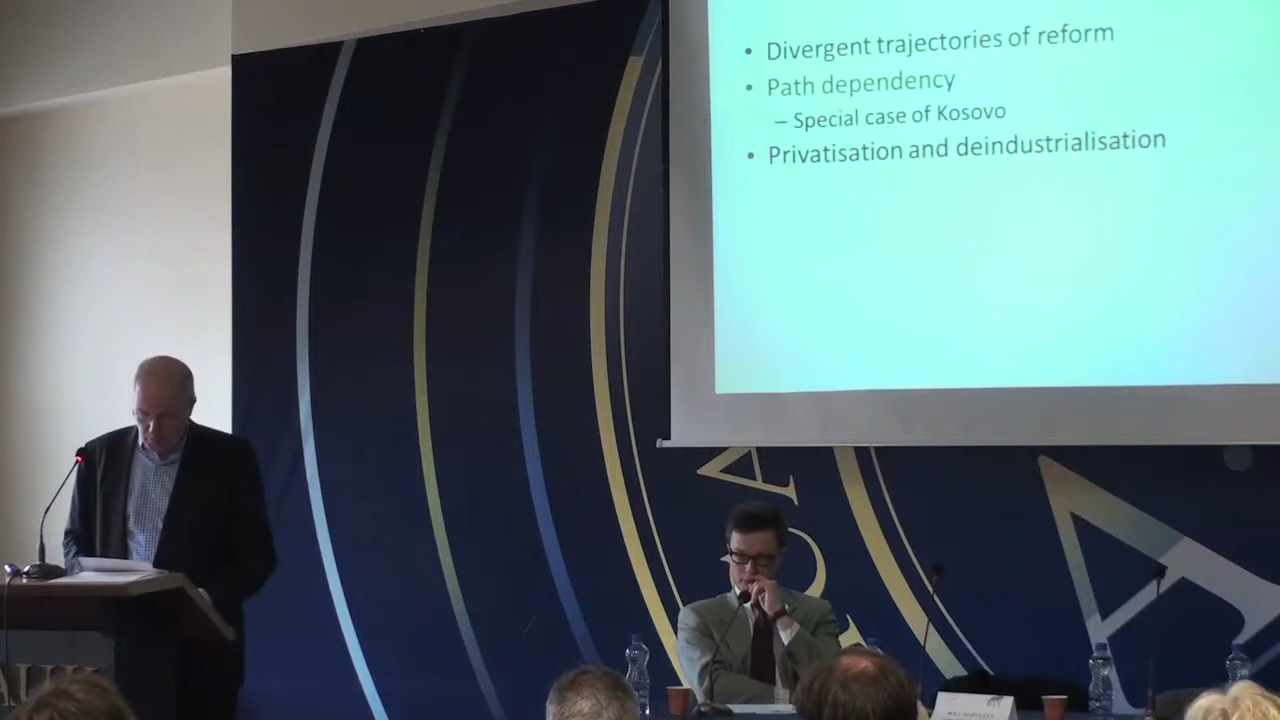 • Divergent trajectories of reform
• Path dependency
– Special case of Kosovo
• Privatisation and deindustrialisation
A
A